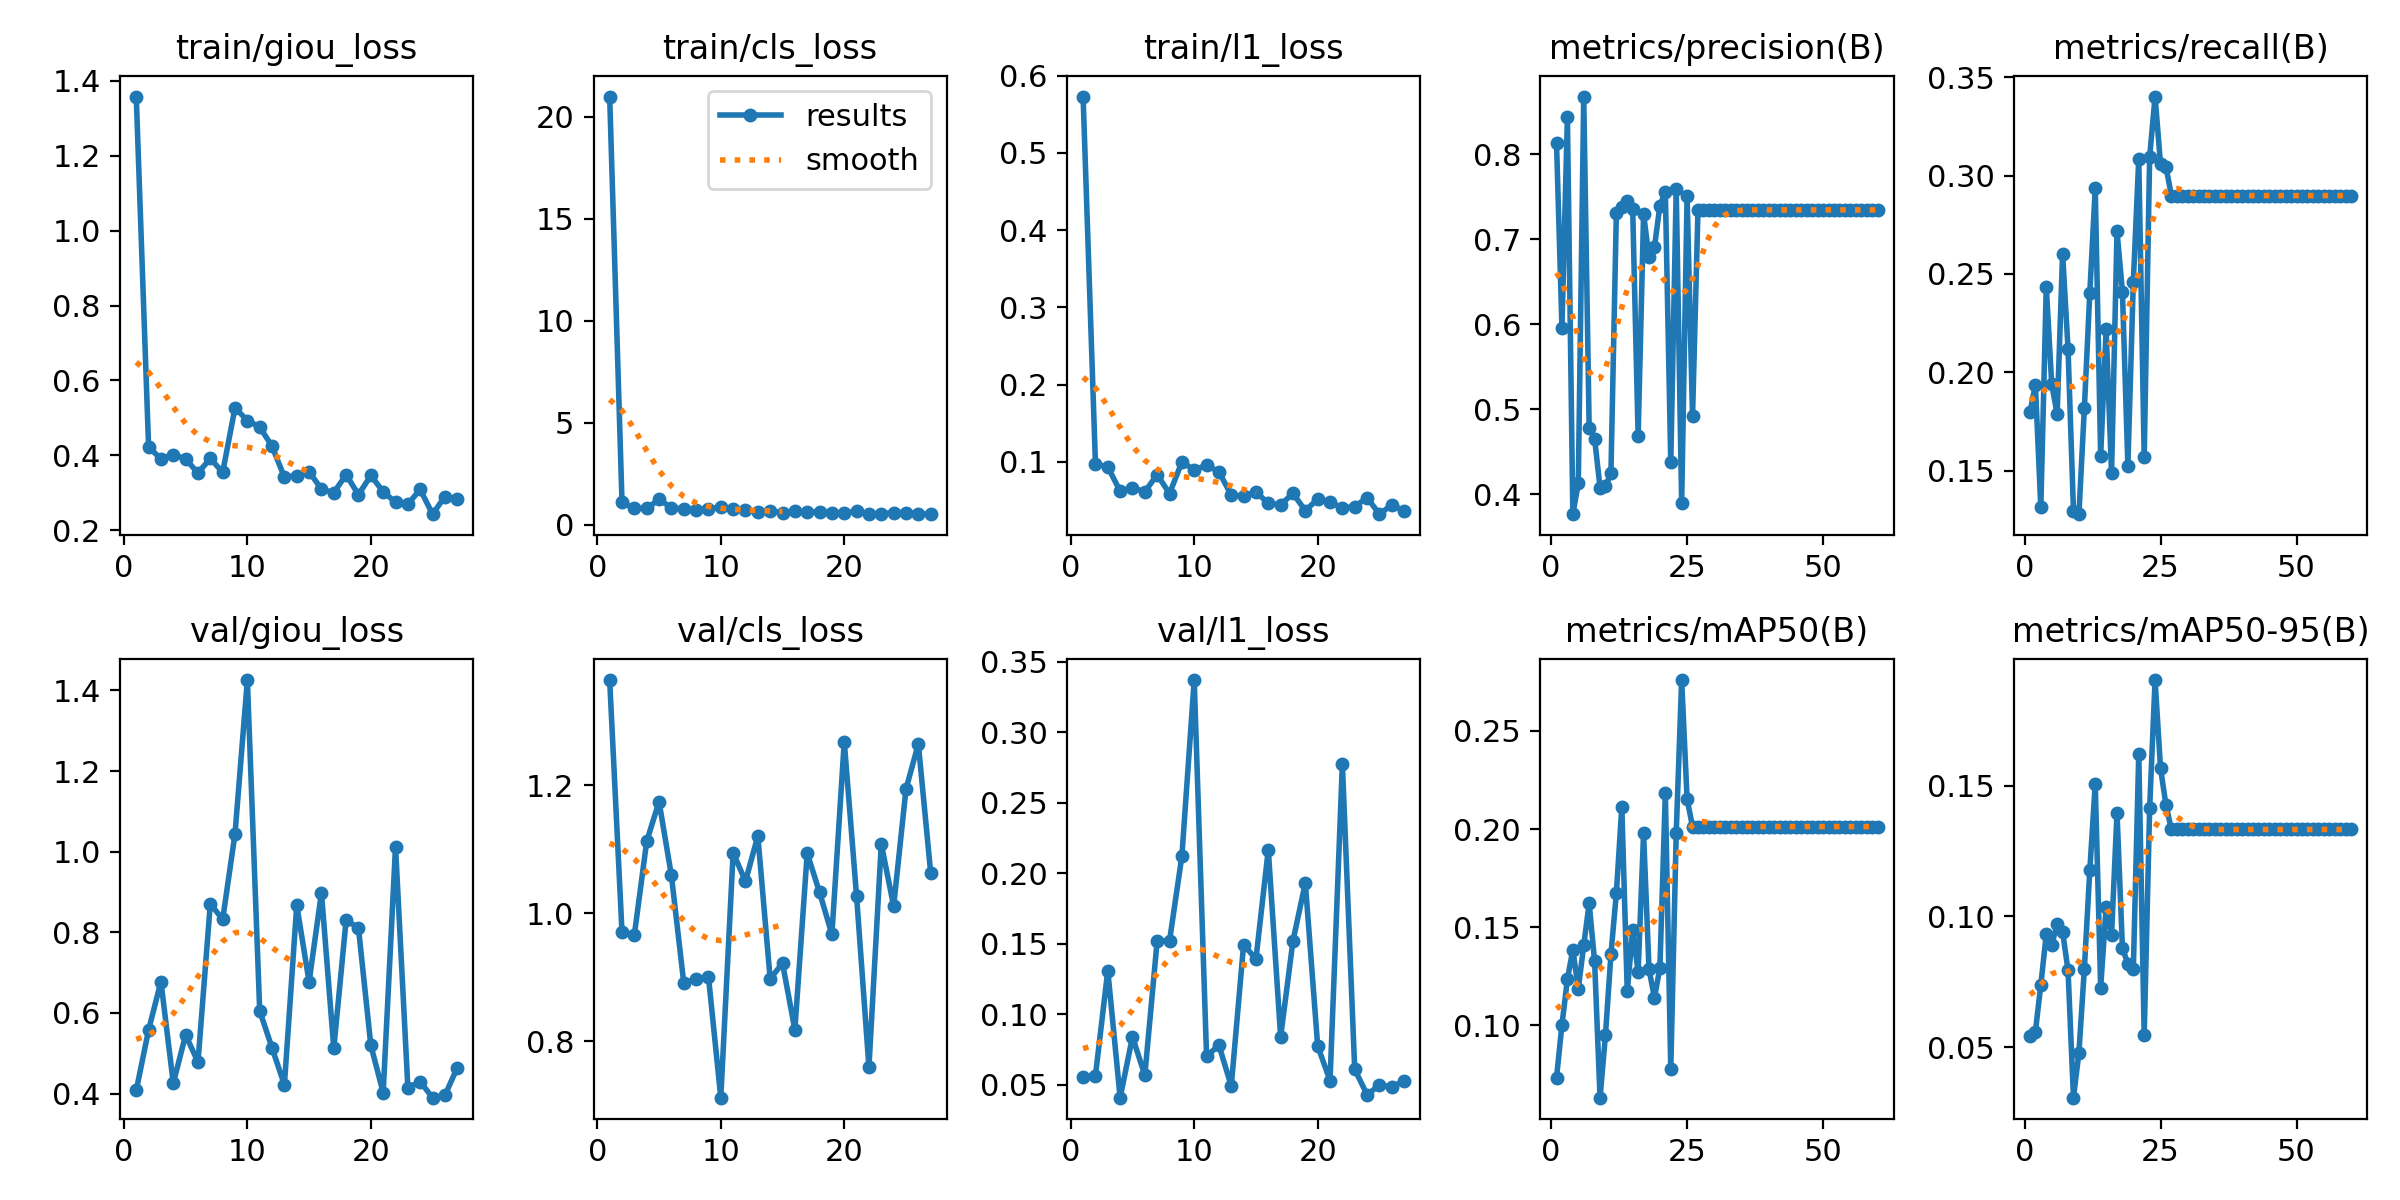 train/giou_loss
1.4
1.2
1.0
0.8
0.6
0.4
0.2
0 10 20
train/cls_loss
results
smooth
20
15
10
5
0
0 10 20
train/l1_loss
0.6
0.5
0.4
0.3
0.2
0.1
0 10 20
metrics/precision(B)
0.8
0.7
0.6
0.5
0.4
0 25 50
metrics/recall(B)
0.35
0.30
0.25
0.20
0.15
0 25 50
val/giou_loss
1.4
1.2
1.0
0.8
0.6
0.4
0 10 20
val/cls_loss
1.2
1.0
0.8
0 10 20
val/l1_loss
0.35
0.30
0.25
0.20
0.15
0.10
0.05
0 10 20
metrics/mAP50(B)
0.25
0.20
0.15
0.10
0 25 50
metrics/mAP50-95(B)
0.15
0.10
0.05
0 25 50